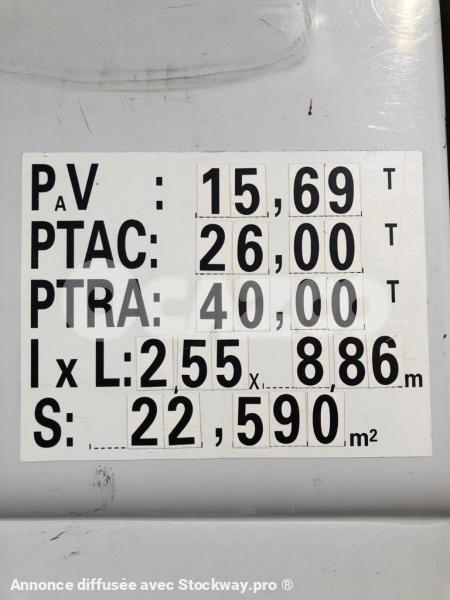 PAV : 15,69 T
PTAC: 26,00 T
PTRA: 40,00 T
l x L: 2,55 x 8,86 m
S: 22,590 m²
Annonce diffusée avec Stockway.pro ®